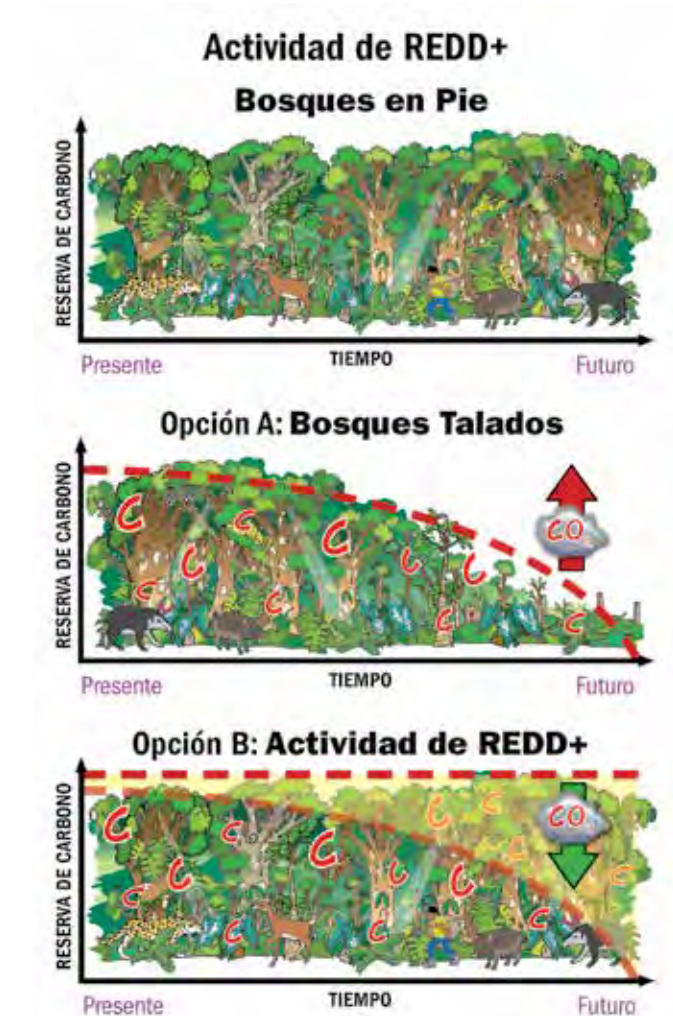 Actividad de REDD+
Bosques en Pie
RESERVA DE CARBONO
Presente
TIEMPO
Futuro
Opción A: Bosques Talados
RESERVA DE CARBONO
C
C
C
C
C
C
C
C
C
C
CO
Presente
TIEMPO
Futuro
Opción B: Actividad de REDD+
RESERVA DE CARBONO
C
C
C
C
C
C
C
C
C
C
C
C
C
C
CO
Presente
TIEMPO
Futuro